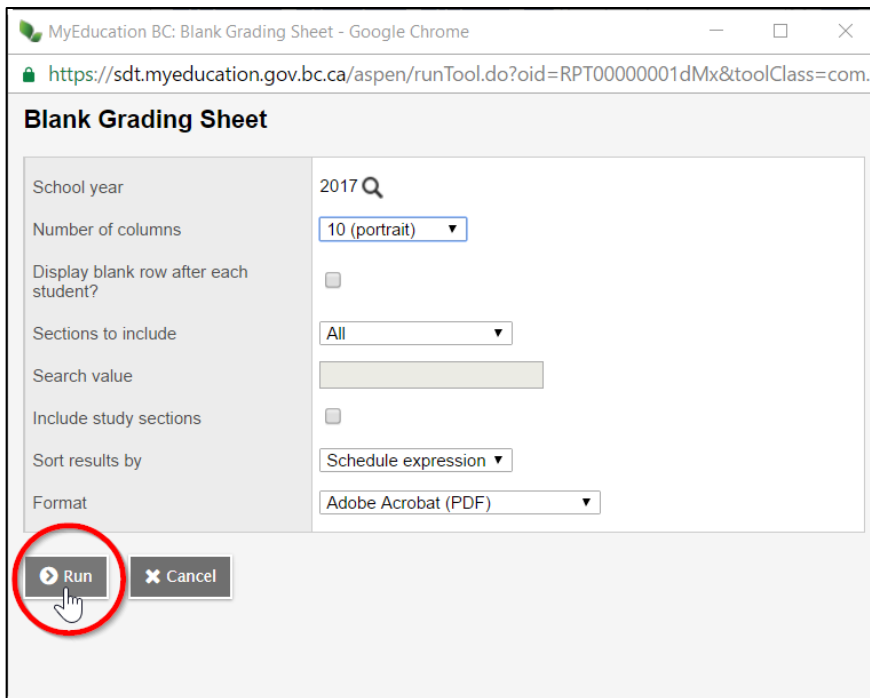 MyEducation BC: Blank Grading Sheet - Google Chrome
https://sdt.myeducation.gov.bc.ca/aspen/runTool.do?oid=RPT00000001dMx&toolClass=com.
Blank Grading Sheet
School year 2017
Number of columns 10 (portrait)
Display blank row after each
student?
Sections to include All
Search value
Include study sections
Sort results by Schedule expression
Format Adobe Acrobat (PDF)
Run Cancel